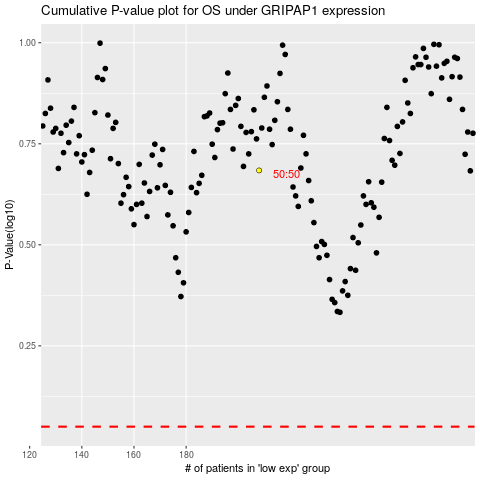 Cumulative P-value plot for OS under GRIPAP1 expression
P-Value(log10)
1.00
0.75
0.50
0.25
50:50
120 140 160 180
# of patients in 'low exp' group